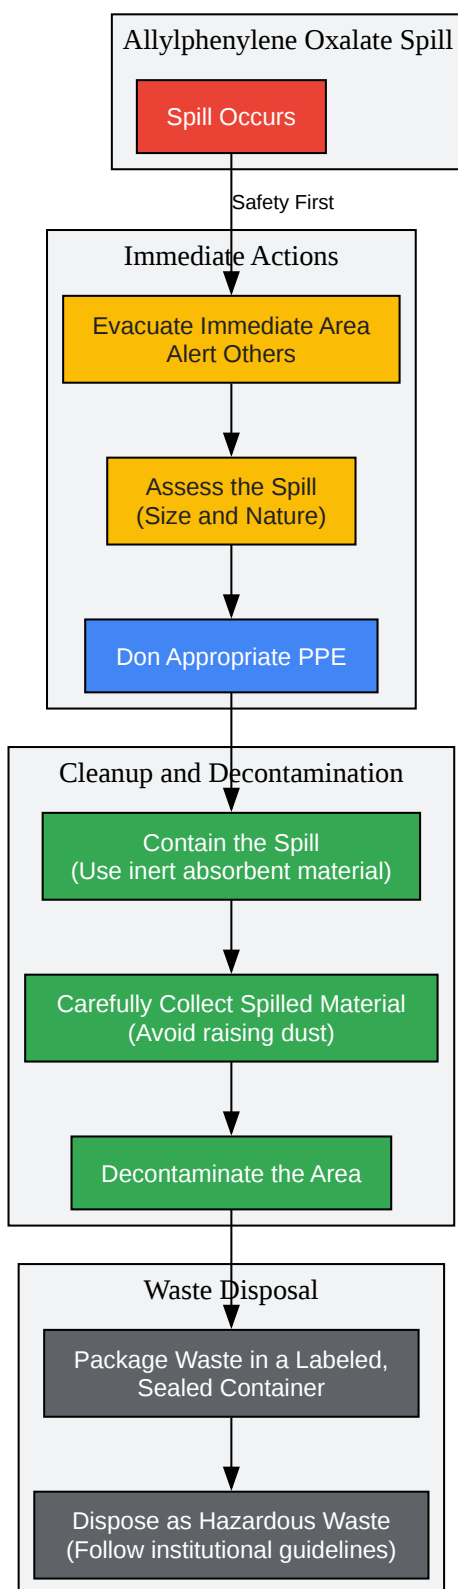 Allylphenylene Oxalate Spill
Spill Occurs
Safety First
Immediate Actions
Evacuate Immediate Area
Alert Others
Assess the Spill
(Size and Nature)
Don Appropriate PPE
Cleanup and Decontamination
Contain the Spill
(Use inert absorbent material)
Carefully Collect Spilled Material
(Avoid raising dust)
Decontaminate the Area
Waste Disposal
Package Waste in a Labeled,
Sealed Container
Dispose as Hazardous Waste
(Follow institutional guidelines)